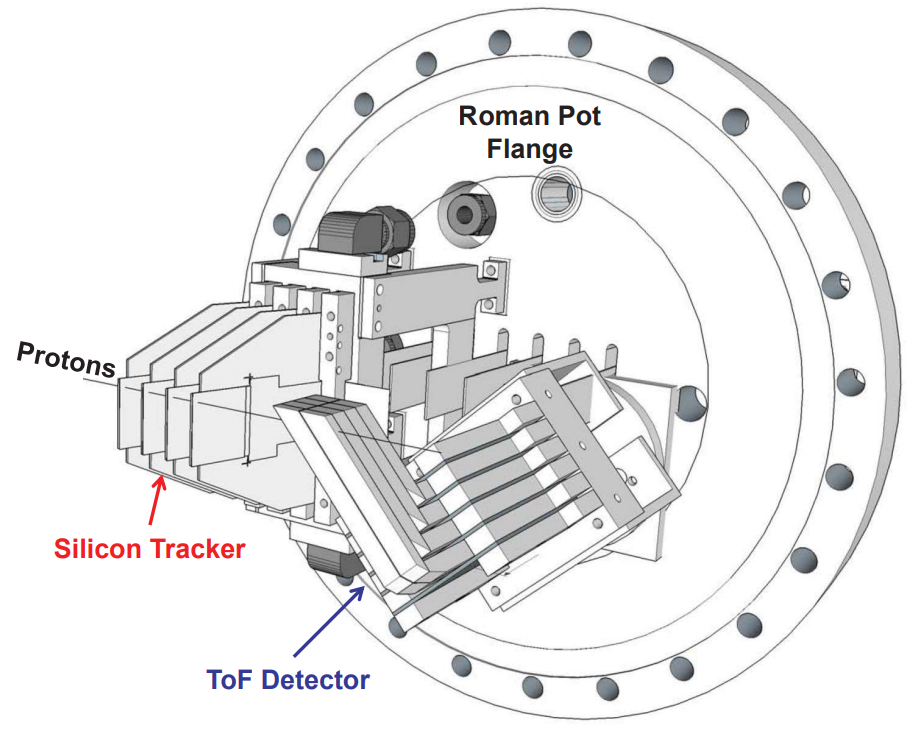 Roman Pot
Flange
Protons
Silicon Tracker
ToF Detector